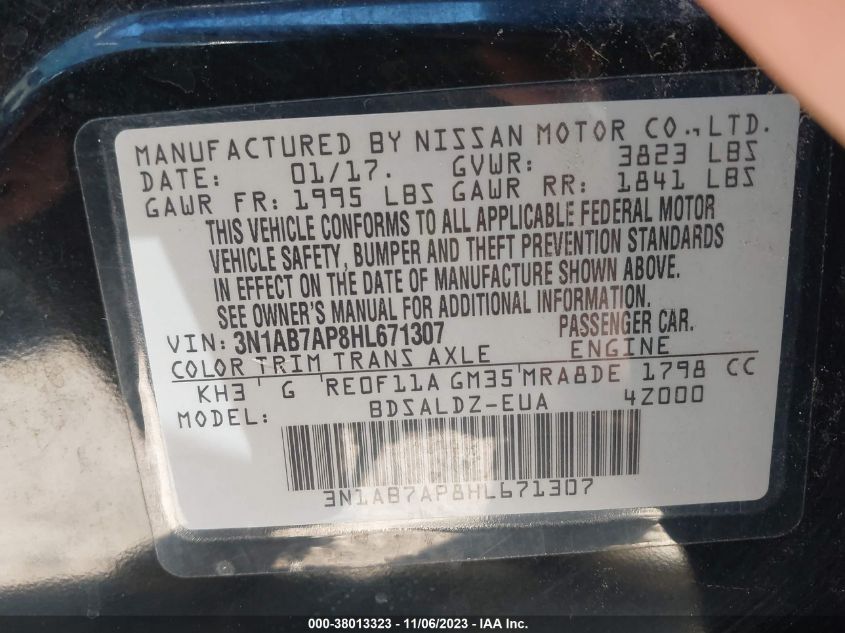 MANUFACTURED BY NISSAN MOTOR CO., LTD.
DATE: 01/17. GVWR: 3823 LBS
GAWR FR: 1995 LBS GAWR RR: 1841 LBS
THIS VEHICLE CONFORMS TO ALL APPLICABLE FEDERAL MOTOR
VEHICLE SAFETY, BUMPER AND THEFT PREVENTION STANDARDS
IN EFFECT ON THE DATE OF MANUFACTURE SHOWN ABOVE.
SEE OWNER'S MANUAL FOR ADDITIONAL INFORMATION.
VIN: 3N1AB7AP8HL671307 PASSENGER CAR.
COLOR TRIM TRANS AXLE ENGINE
KH3 ' G 'RE0F11A GM35'MRA8DE 1798 CC
MODEL: BDSALDZ-EUA 4Z000
3N1AB7AP8HL671307
000-38013323 - 11/06/2023 - IAA Inc.